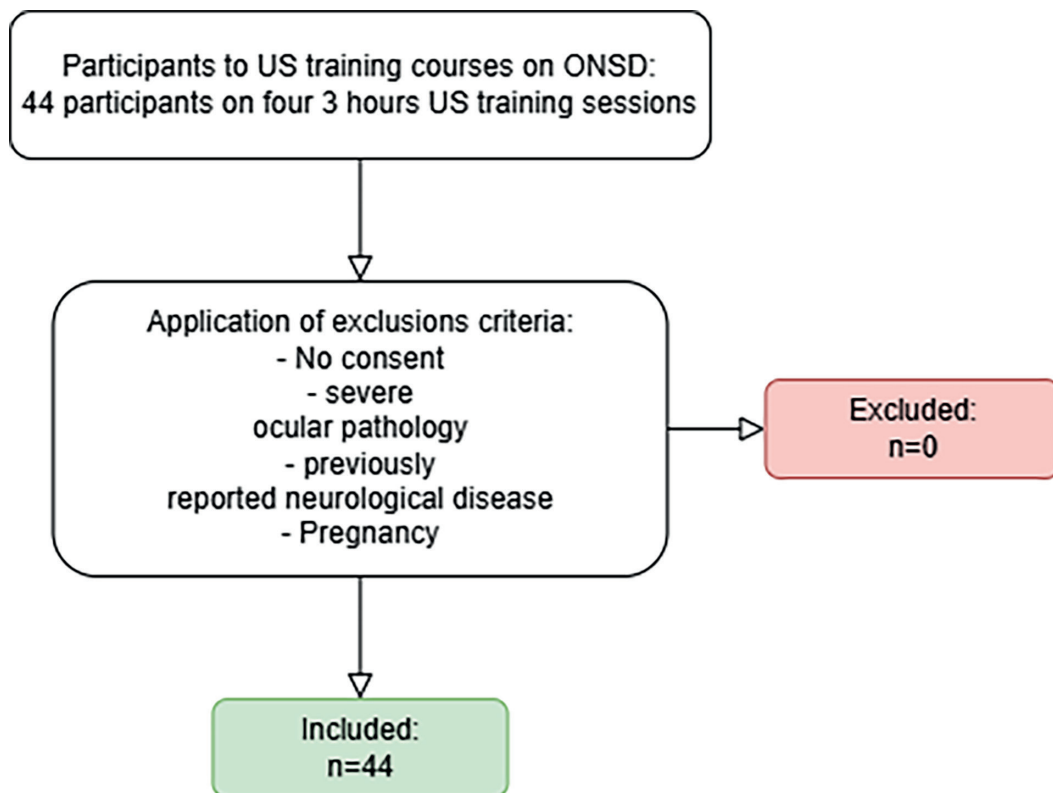 Participants to US training courses on ONSD:
44 participants on four 3 hours US training sessions
Application of exclusions criteria:
- No consent
- severe
ocular pathology
- previously
reported neurological disease
- Pregnancy
Excluded:
n=0
Included:
n=44